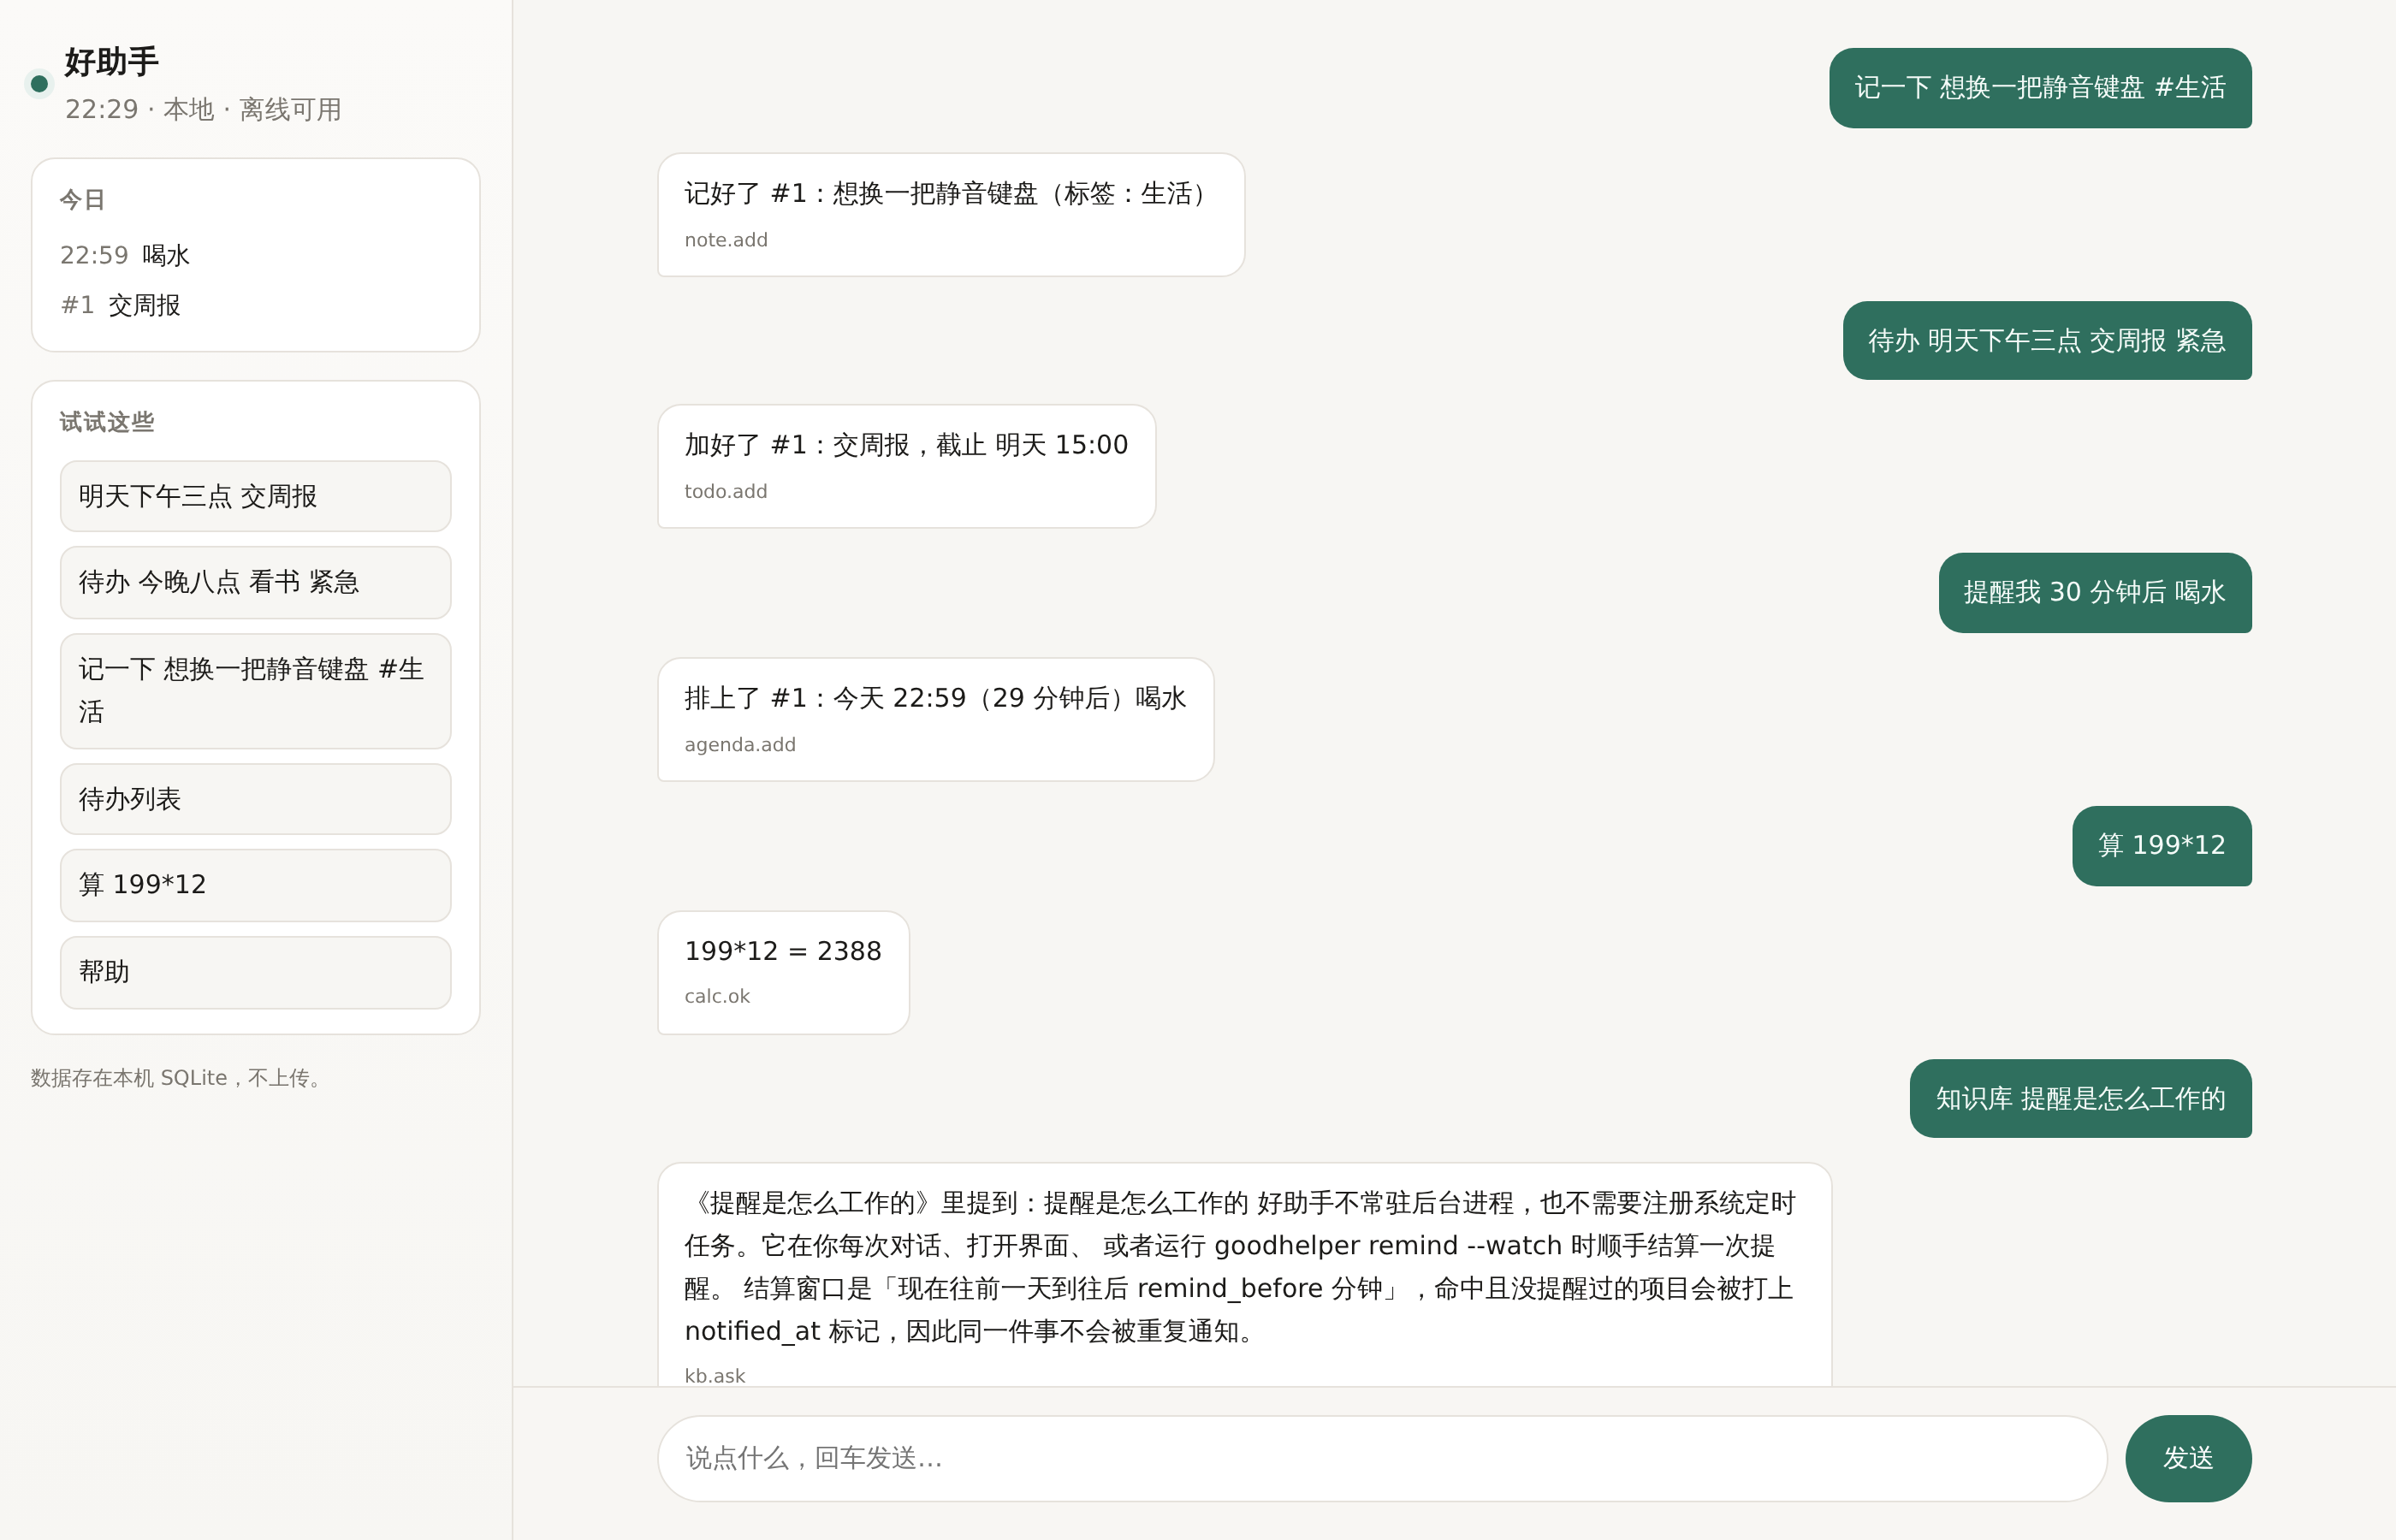 好助手
22:29 · 本地 · 离线可用
今日
22:59 喝水
#1 交周报
试试这些
明天下午三点 交周报
待办 今晚八点 看书 紧急
记一下 想换一把静音键盘 #生
活
待办列表
算 199*12
帮助
数据存在本机 SQLite，不上传。
记一下 想换一把静音键盘 #生活
记好了 #1：想换一把静音键盘（标签：生活）
note.add
待办 明天下午三点 交周报 紧急
加好了 #1：交周报，截止 明天 15:00
todo.add
提醒我 30 分钟后 喝水
排上了 #1：今天 22:59（29 分钟后）喝水
agenda.add
算 199*12
199*12 = 2388
calc.ok
知识库 提醒是怎么工作的
《提醒是怎么工作的》里提到：提醒是怎么工作的 好助手不常驻后台进程，也不需要注册系统定时
任务。它在你每次对话、打开界面、 或者运行 goodhelper remind --watch 时顺手结算一次提
醒。 结算窗口是「现在往前一天到往后 remind_before 分钟」，命中且没提醒过的项目会被打上
notified_at 标记，因此同一件事不会被重复通知。
kb.ask
说点什么，回车发送…
发送